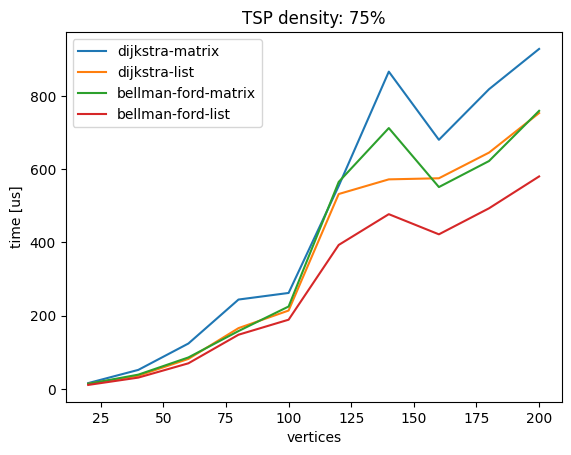 TSP density: 75%
dijkstra-matrix
dijkstra-list
bellman-ford-matrix
bellman-ford-list
time [us]
800
600
400
200
0
25 50 75 100 125 150 175 200
vertices